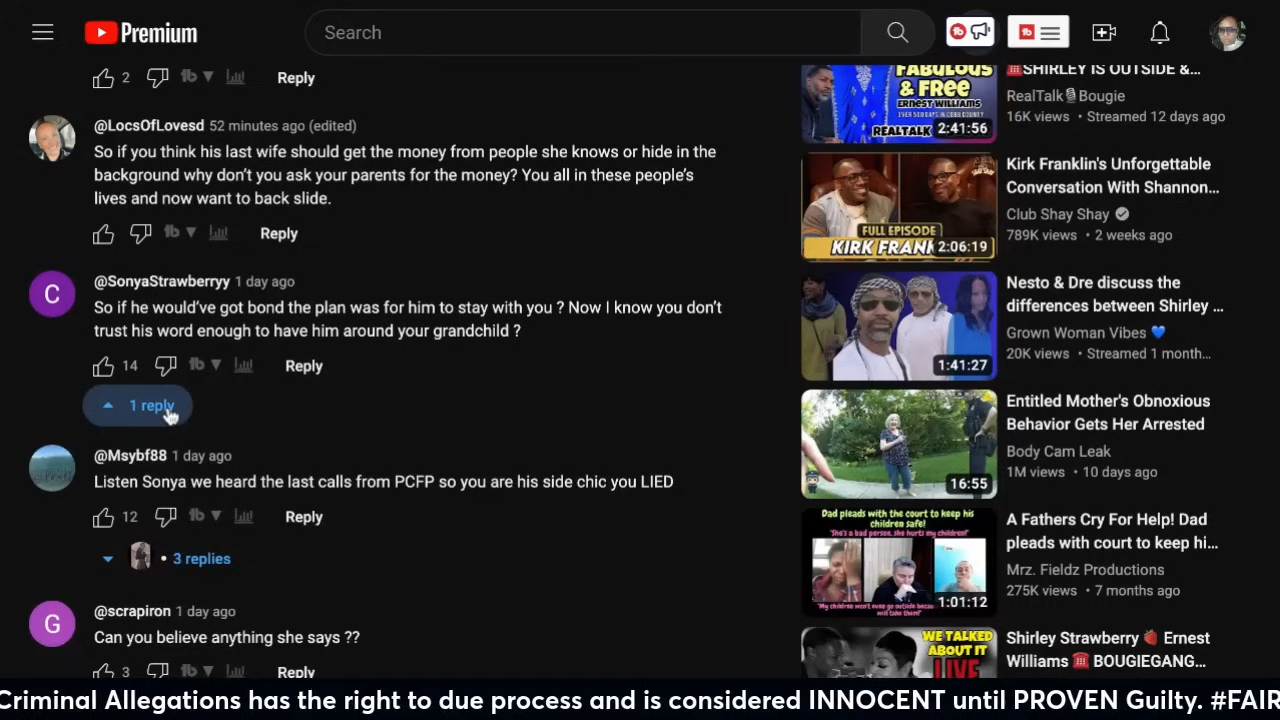 Premium
Search
2 Reply
@LocsOfLovesd 52 minutes ago (edited)
So if you think his last wife should get the money from people she knows or hide in the
background why don't you ask your parents for the money? You all in these people's
lives and now want to back slide.
Reply
C
@SonyaStrawberryy 1 day ago
So if he would've got bond the plan was for him to stay with you ? Now I know you don't
trust his word enough to have him around your grandchild ?
14 Reply
1 reply
@Msybf88 1 day ago
Listen Sonya we heard the last calls from PCFP so you are his side chic you LIED
12 Reply
• 3 replies
G
@scrapiron 1 day ago
Can you believe anything she says ??
3 Reply
FABULOUS
& FREE
ERNEST WILLIAMS
REALTALK
2:41:56
SHIRLEY IS OUTSIDE &...
RealTalk Bougie
16K views • Streamed 12 days ago
FULL EPISODE
KIRK FRAN
2:06:19
Kirk Franklin's Unforgettable
Conversation With Shannon...
Club Shay Shay
789K views • 2 weeks ago
1:41:27
Nesto & Dre discuss the
differences between Shirley ...
Grown Woman Vibes
20K views • Streamed 1 month...
16:55
Entitled Mother's Obnoxious
Behavior Gets Her Arrested
Body Cam Leak
1M views • 10 days ago
Dad pleads with the court to keep his
children safe!
"She's a bad person, she hurts my children!"
1:01:12
A Fathers Cry For Help! Dad
pleads with court to keep hi...
Mrz. Fieldz Productions
275K views • 7 months ago
WE TALKED
ABOUT IT
LIVE
Shirley Strawberry Ernest
Williams BOUGIEGANG...
Criminal Allegations has the right to due process and is considered INNOCENT until PROVEN Guilty. #FAIR